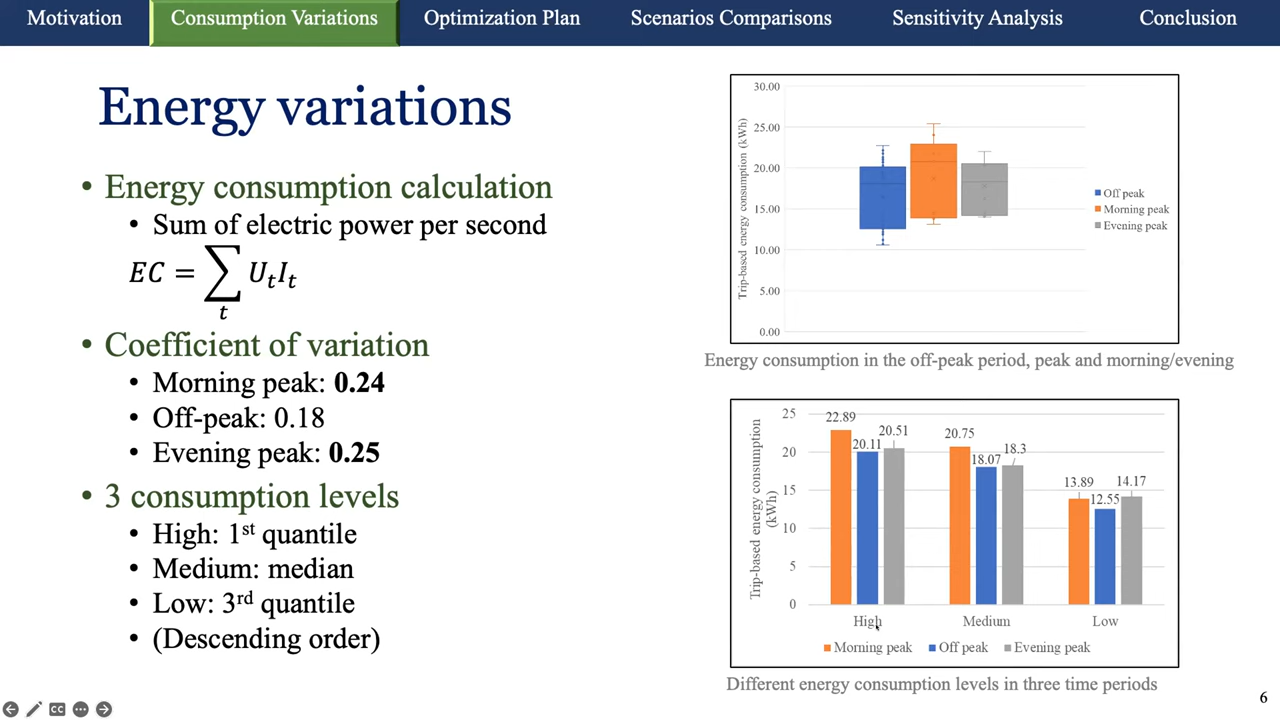 Motivation
Consumption Variations
Optimization Plan
Scenarios Comparisons
Sensitivity Analysis
Conclusion
Energy variations
• Energy consumption calculation
• Sum of electric power per second
EC = ∑ₜ UₜIₜ
• Coefficient of variation
• Morning peak: 0.24
• Off-peak: 0.18
• Evening peak: 0.25
• 3 consumption levels
• High: 1st quantile
• Medium: median
• Low: 3rd quantile
• (Descending order)
Trip-based energy consumption (kWh)
30.00
25.00
20.00
15.00
10.00
5.00
0.00
Off peak
Morning peak
Evening peak
Energy consumption in the off-peak period, peak and morning/evening
Trip-based energy consumption
(kWh)
25
20
15
10
5
0
22.89
20.11
20.51
20.75
18.07
18.3
13.89
12.55
14.17
High
Medium
Low
Morning peak
Off peak
Evening peak
Different energy consumption levels in three time periods
CC
6